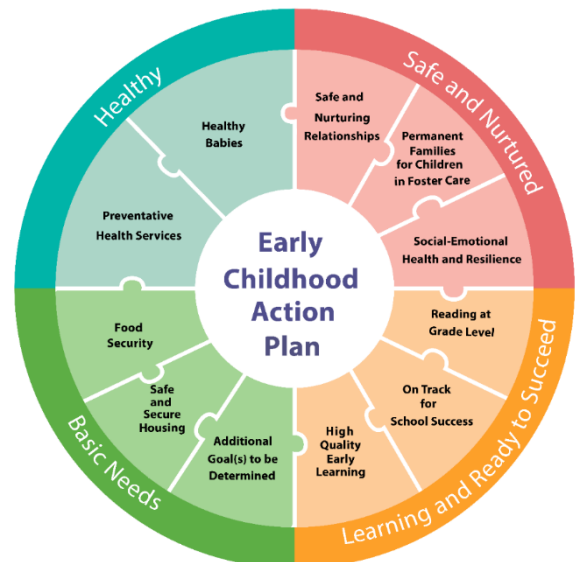 Early
Childhood
Action
Plan
Healthy
Healthy
Babies
Preventative
Health Services
Safe and Nurtured
Safe and
Nurturing
Relationships
Permanent
Families
for Children
in Foster Care
Social-Emotional
Health and Resilience
Learning and Ready to Succeed
Reading at
Grade Level
On Track
for
School Success
High
Quality
Early
Learning
Basic Needs
Additional
Goal(s) to be
Determined
Safe
and
Secure
Housing
Food
Security